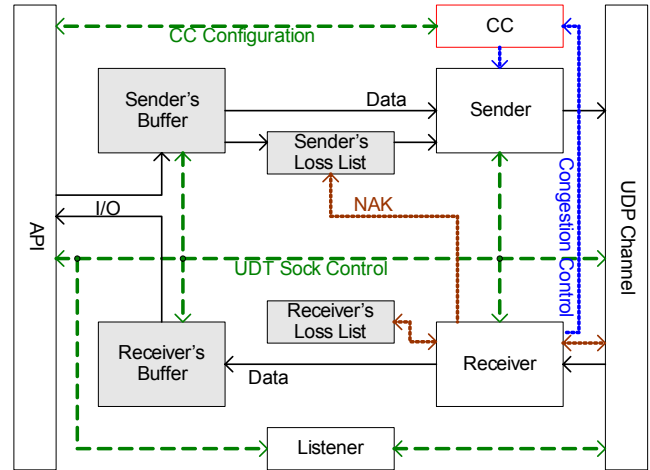 CC
CC Configuration
Sender's
Buffer
Data
Sender
Sender's
Loss List
I/O
NAK
API
UDP Channel
Congestion Control
UDT Sock Control
Receiver's
Loss List
Receiver's
Buffer
Data
Receiver
Listener